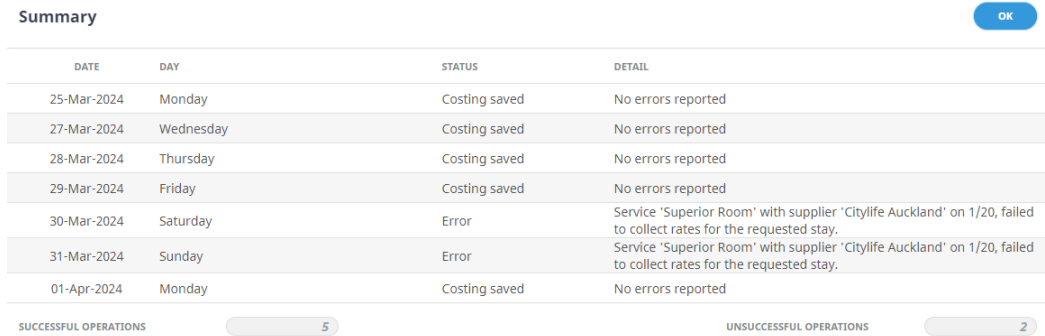 Summary
OK
DATE DAY STATUS DETAIL
25-Mar-2024 Monday Costing saved No errors reported
27-Mar-2024 Wednesday Costing saved No errors reported
28-Mar-2024 Thursday Costing saved No errors reported
29-Mar-2024 Friday Costing saved No errors reported
30-Mar-2024 Saturday Error Service 'Superior Room' with supplier 'Citylife Auckland' on 1/20, failed
to collect rates for the requested stay.
31-Mar-2024 Sunday Error Service 'Superior Room' with supplier 'Citylife Auckland' on 1/20, failed
to collect rates for the requested stay.
01-Apr-2024 Monday Costing saved No errors reported
SUCCESSFUL OPERATIONS 5 UNSUCCESSFUL OPERATIONS 2